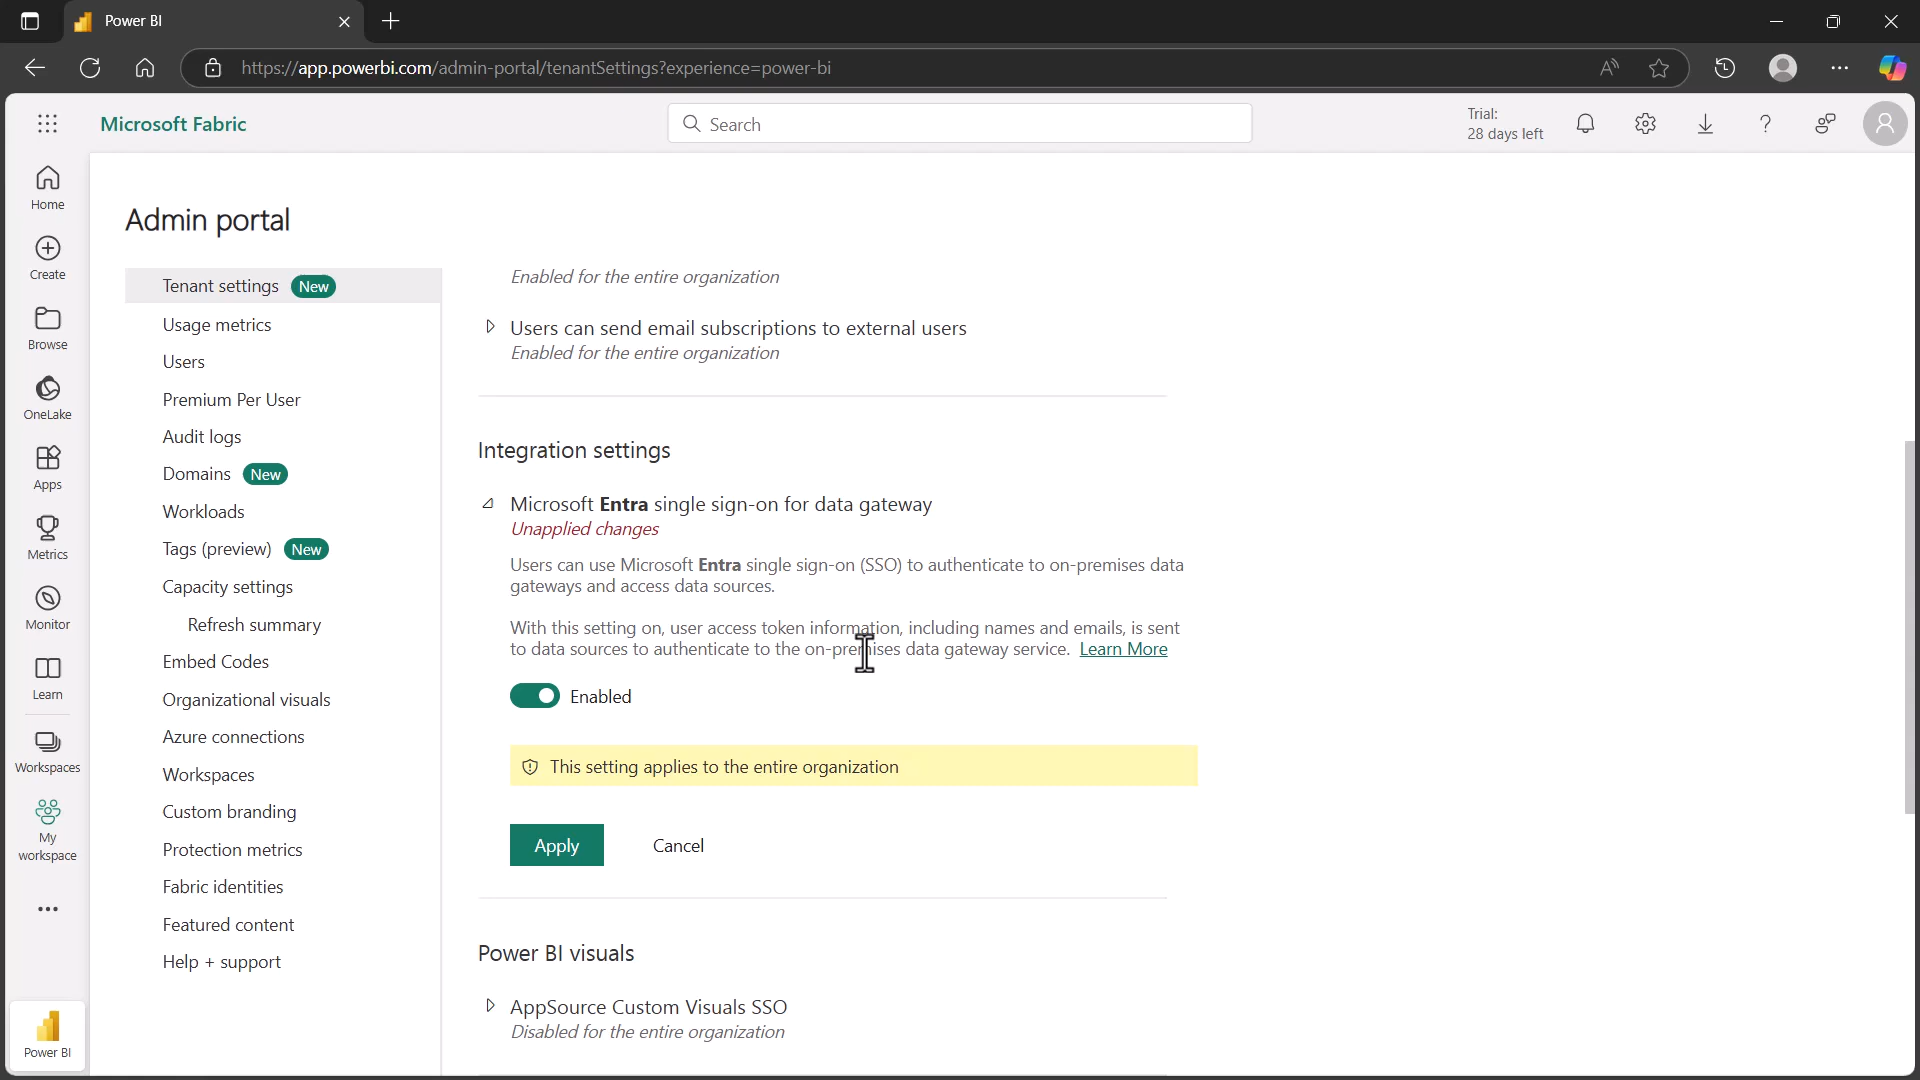 Power BI
https://app.powerbi.com/admin-portal/tenantSettings?experience=power-bi
Microsoft Fabric
Search
Trial:
28 days left
Home
Create
Browse
OneLake
Apps
Metrics
Monitor
Learn
Workspaces
My
workspace
Power BI
Admin portal
Tenant settings New
Usage metrics
Users
Premium Per User
Audit logs
Domains New
Workloads
Tags (preview) New
Capacity settings
Refresh summary
Embed Codes
Organizational visuals
Azure connections
Workspaces
Custom branding
Protection metrics
Fabric identities
Featured content
Help + support
Enabled for the entire organization
Users can send email subscriptions to external users
Enabled for the entire organization
Integration settings
Microsoft Entra single sign-on for data gateway
Unapplied changes
Users can use Microsoft Entra single sign-on (SSO) to authenticate to on-premises data
gateways and access data sources.
With this setting on, user access token information, including names and emails, is sent
to data sources to authenticate to the on-premises data gateway service. Learn More
Enabled
This setting applies to the entire organization
Apply
Cancel
Power BI visuals
AppSource Custom Visuals SSO
Disabled for the entire organization